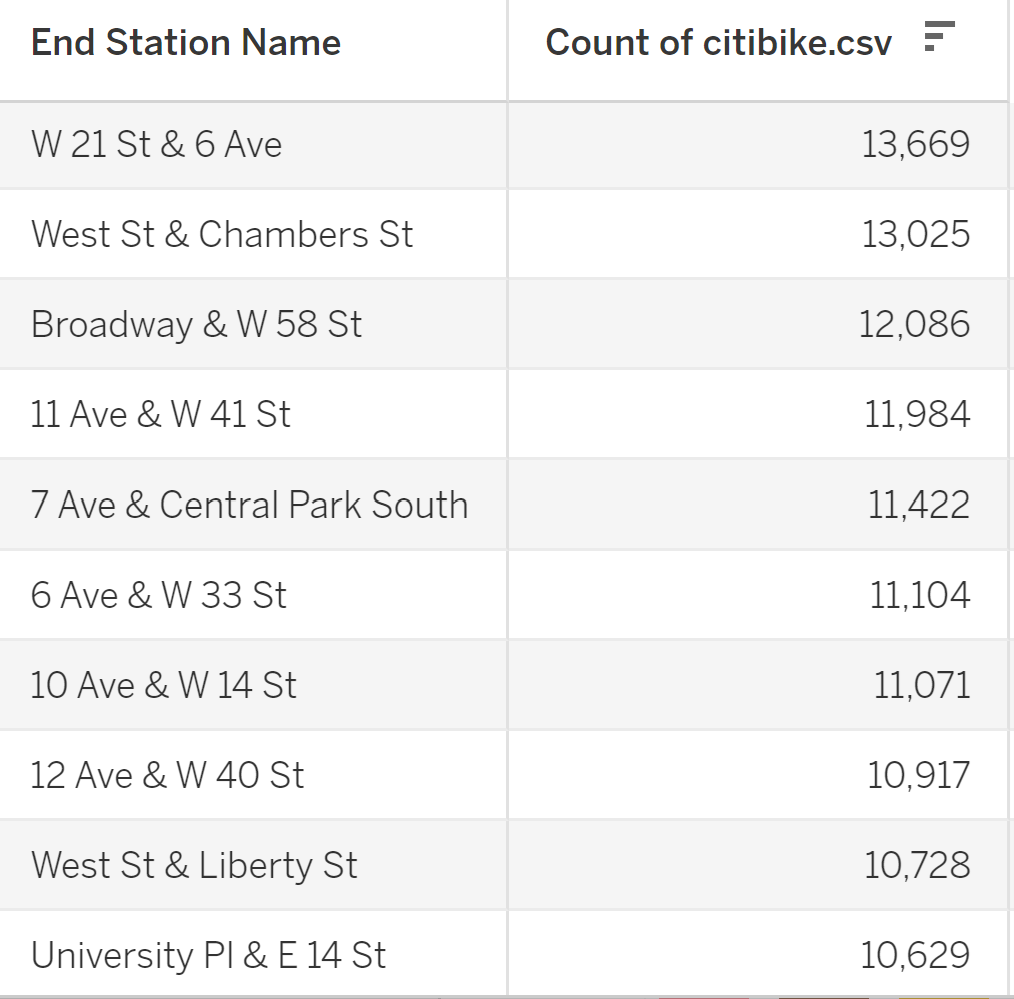 End Station Name Count of citibike.csv
W 21 St & 6 Ave 13,669
West St & Chambers St 13,025
Broadway & W 58 St 12,086
11 Ave & W 41 St 11,984
7 Ave & Central Park South 11,422
6 Ave & W 33 St 11,104
10 Ave & W 14 St 11,071
12 Ave & W 40 St 10,917
West St & Liberty St 10,728
University Pl & E 14 St 10,629